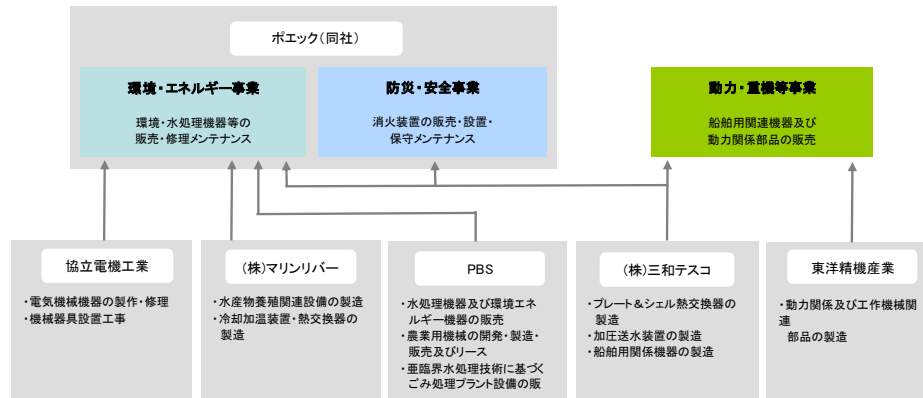 ポエック(同社)
環境・エネルギー事業
環境・水処理機器等の
販売・修理メンテナンス
防災・安全事業
消火装置の販売・設置・
保守メンテナンス
動力・重機等事業
船舶用関連機器及び
動力関係部品の販売
協立電機工業
・電気機械機器の製作・修理
・機械器具設置工事
(株)マリンリバー
・水産物養殖関連設備の製造
・冷却加温装置・熱交換器の
製造
PBS
・水処理機器及び環境エネ
ルギー機器の販売
・農業用機械の開発・製造・
販売及びリース
・亜臨界水処理技術に基づく
ごみ処理プラント設備の販
(株)三和テスコ
・プレート&シェル熱交換器の
製造
・加圧送水装置の製造
・船舶用関係機器の製造
東洋精機産業
・動力関係及び工作機械関
連
部品の製造